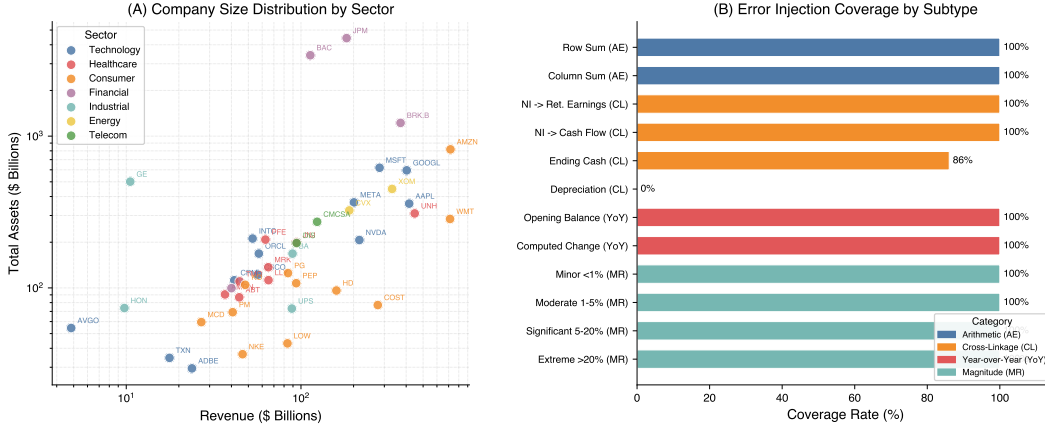 (A) Company Size Distribution by Sector
Sector
Technology
Healthcare
Consumer
Financial
Industrial
Energy
Telecom
JPM
BAC
BRK.B
AMZN
MSFT
GOOGL
XOM
GE
META
AAPL
CVX
UNH
CMCSA
WMT
INTC
PFE
NVDA
ORCL
BA
MRK
PG
PEP
HD
ABT
COST
HON
UPS
PM
MCD
AVGO
LOW
NKE
TXN
ADBE
Total Assets ($ Billions)
10³
10²
10¹
10²
Revenue ($ Billions)
(B) Error Injection Coverage by Subtype
Row Sum (AE)
100%
Column Sum (AE)
100%
NI -> Ret. Earnings (CL)
100%
NI -> Cash Flow (CL)
100%
Ending Cash (CL)
86%
Depreciation (CL)
0%
Opening Balance (YoY)
100%
Computed Change (YoY)
100%
Minor <1% (MR)
100%
Moderate 1-5% (MR)
100%
Significant 5-20% (MR)
Extreme >20% (MR)
Category
Arithmetic (AE)
Cross-Linkage (CL)
Year-over-Year (YoY)
Magnitude (MR)
0
20
40
60
80
100
Coverage Rate (%)